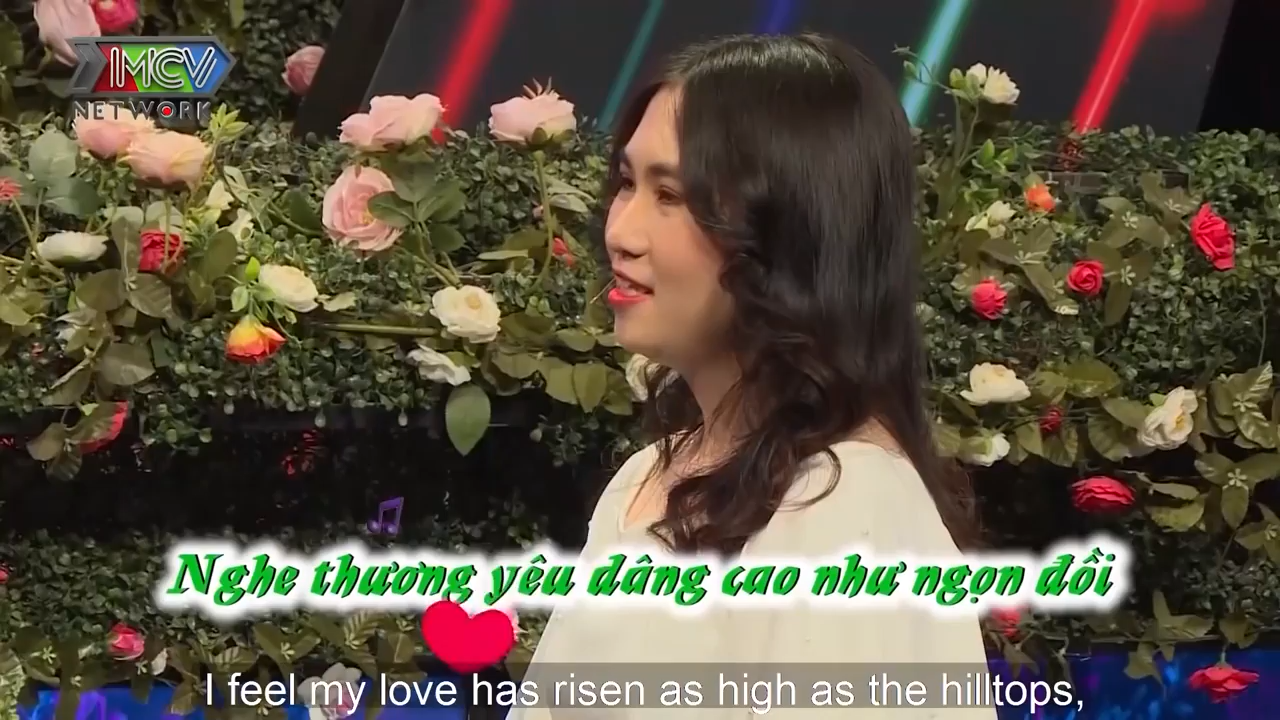 MCV
NETWORK
Nghe thương yêu dâng cao như ngọn đồi
I feel my love has risen as high as the hilltops,